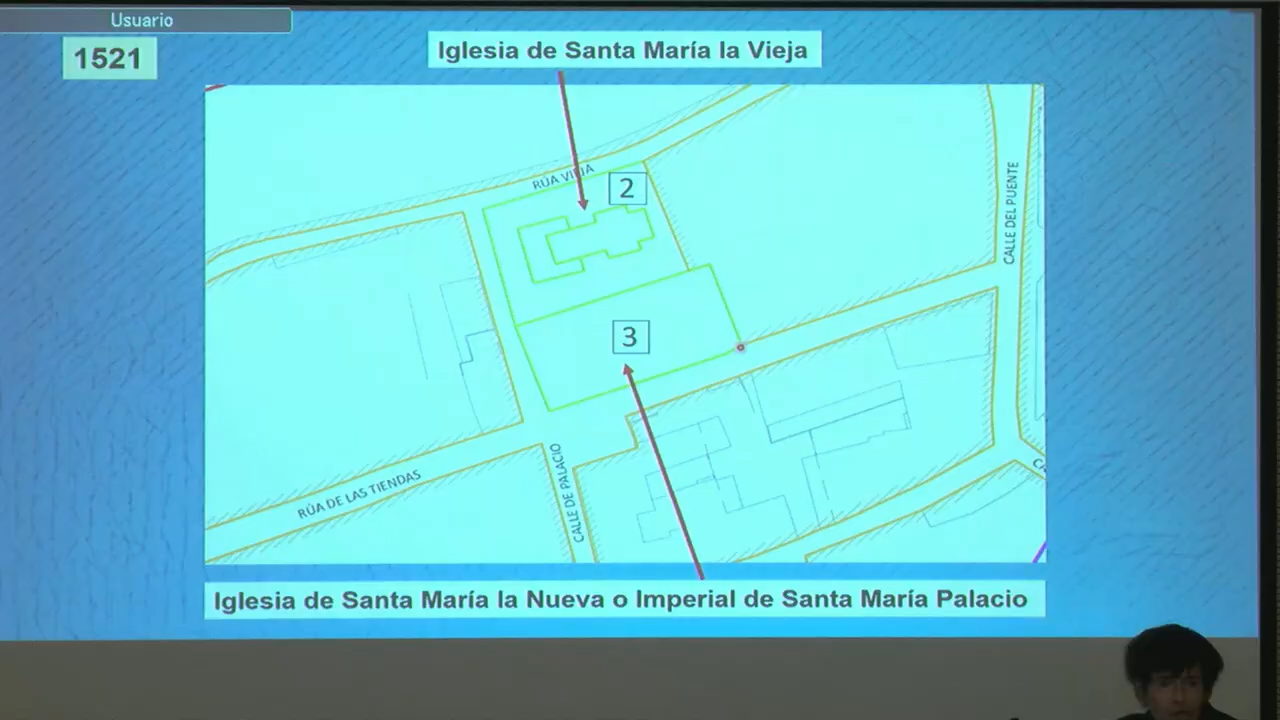 Usuario
1521
Iglesia de Santa María la Vieja
RÚA VIEJA
2
CALLE DEL PUENTE
3
RÚA DE LAS TIENDAS
CALLE DE PALACIO
Iglesia de Santa María la Nueva o Imperial de Santa María Palacio